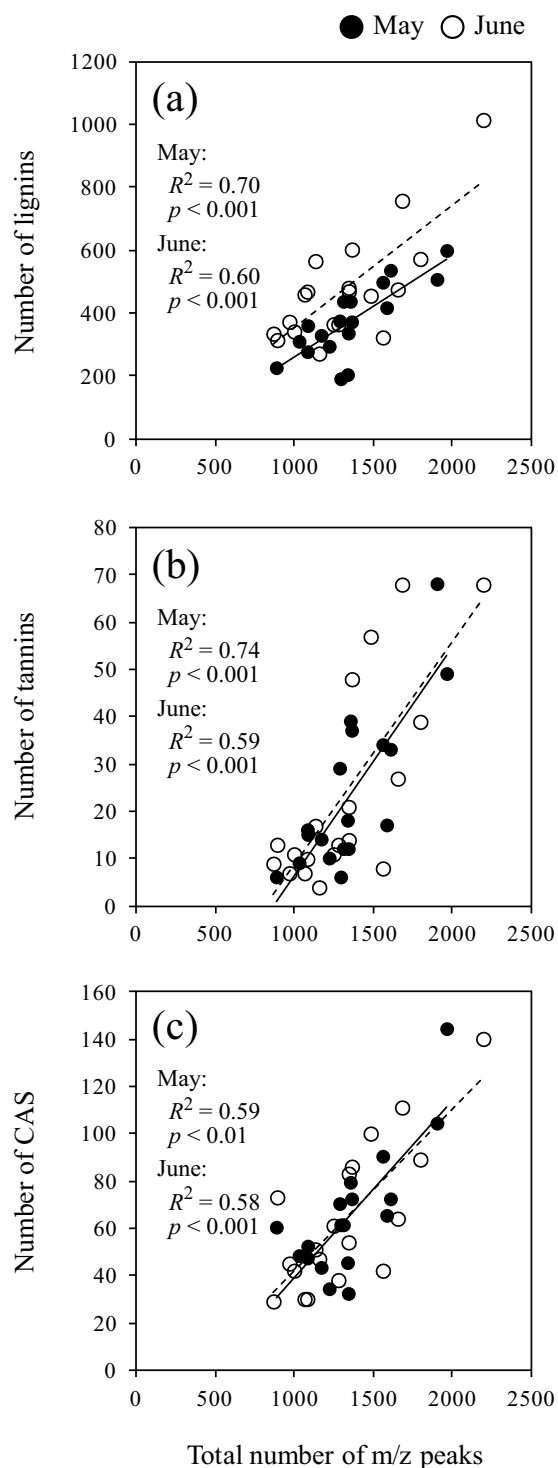 May June
1200
1000
800
600
400
200
0
(a)
May:
R² = 0.70
p < 0.001
June:
R² = 0.60
p < 0.001
Number of lignins
0 500 1000 1500 2000 2500
80
70
60
50
40
30
20
10
0
(b)
May:
R² = 0.74
p < 0.001
June:
R² = 0.59
p < 0.001
Number of tannins
0 500 1000 1500 2000 2500
160
140
120
100
80
60
40
20
0
(c)
May:
R² = 0.59
p < 0.01
June:
R² = 0.58
p < 0.001
Number of CAS
0 500 1000 1500 2000 2500
Total number of m/z peaks